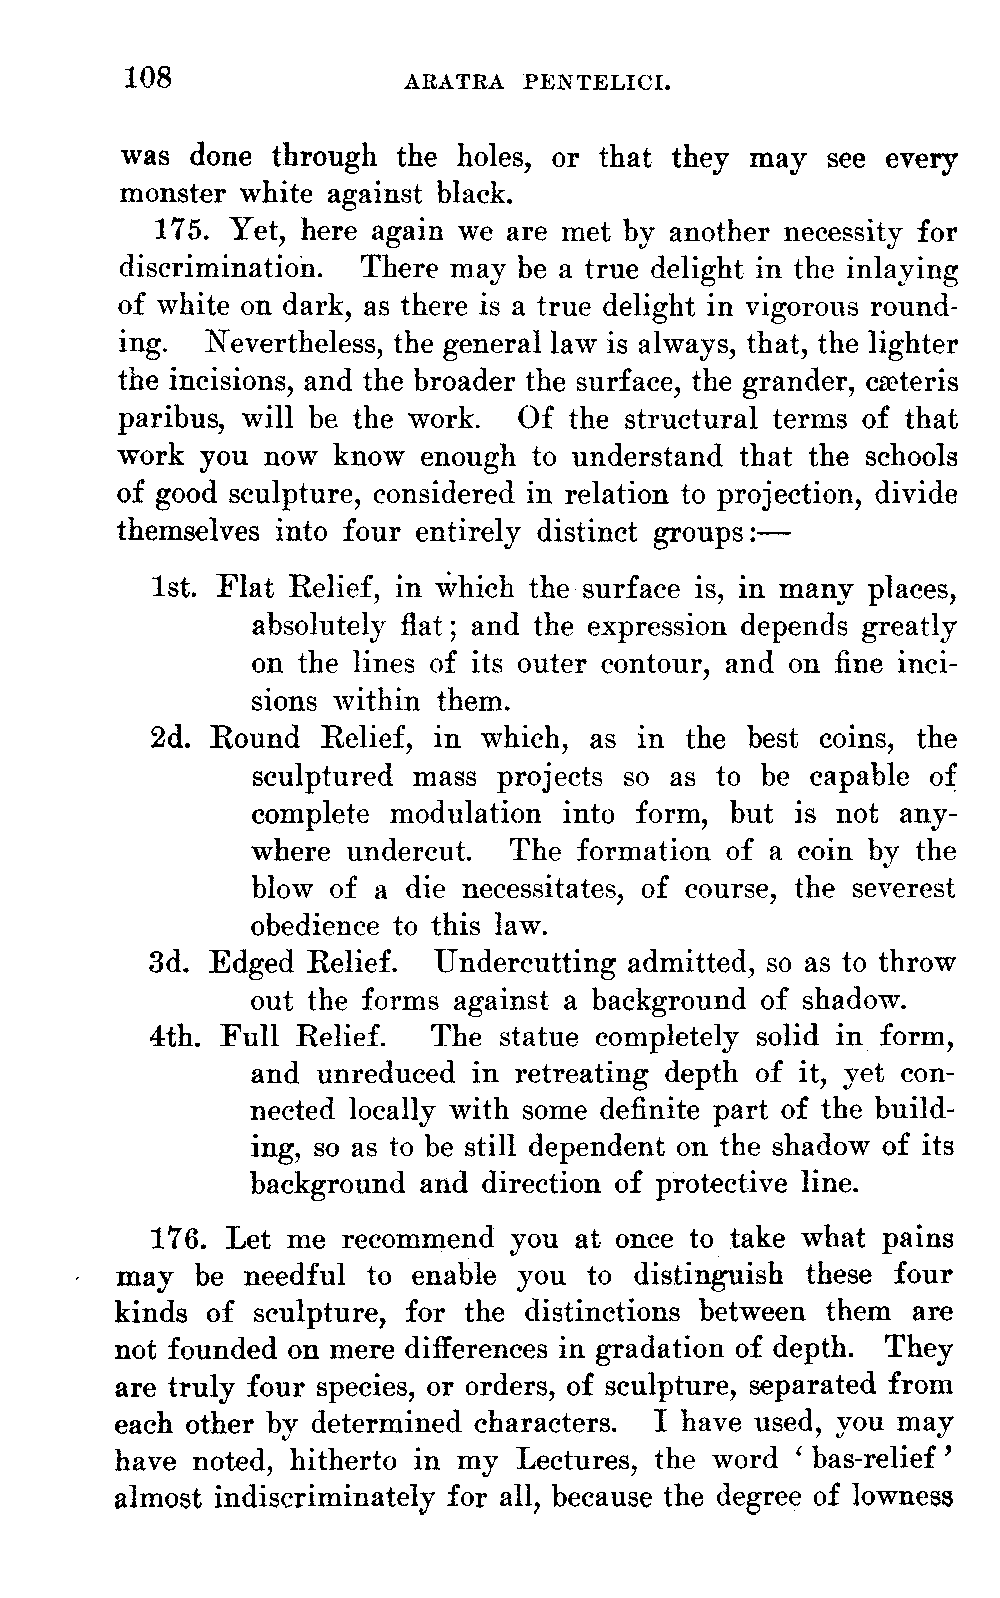 108 ARATRA PENTELICI.
was done through the holes, or that they may see every
monster white against black.
175. Yet, here again we are met by another necessity for
discrimination. There may be a true delight in the inlaying
of white on dark, as there is a true delight in vigorous round-
ing. Nevertheless, the general law is always, that, the lighter
the incisions, and the broader the surface, the grander, cæteris
paribus, will be the work. Of the structural terms of that
work you now know enough to understand that the schools
of good sculpture, considered in relation to projection, divide
themselves into four entirely distinct groups:—
1st. Flat Relief, in which the surface is, in many places,
absolutely flat; and the expression depends greatly
on the lines of its outer contour, and on fine inci-
sions within them.
2d. Round Relief, in which, as in the best coins, the
sculptured mass projects so as to be capable of
complete modulation into form, but is not any-
where undercut. The formation of a coin by the
blow of a die necessitates, of course, the severest
obedience to this law.
3d. Edged Relief. Undercutting admitted, so as to throw
out the forms against a background of shadow.
4th. Full Relief. The statue completely solid in form,
and unreduced in retreating depth of it, yet con-
nected locally with some definite part of the build-
ing, so as to be still dependent on the shadow of its
background and direction of protective line.
176. Let me recommend you at once to take what pains
may be needful to enable you to distinguish these four
kinds of sculpture, for the distinctions between them are
not founded on mere differences in gradation of depth. They
are truly four species, or orders, of sculpture, separated from
each other by determined characters. I have used, you may
have noted, hitherto in my Lectures, the word ‘bas-relief’
almost indiscriminately for all, because the degree of lowness